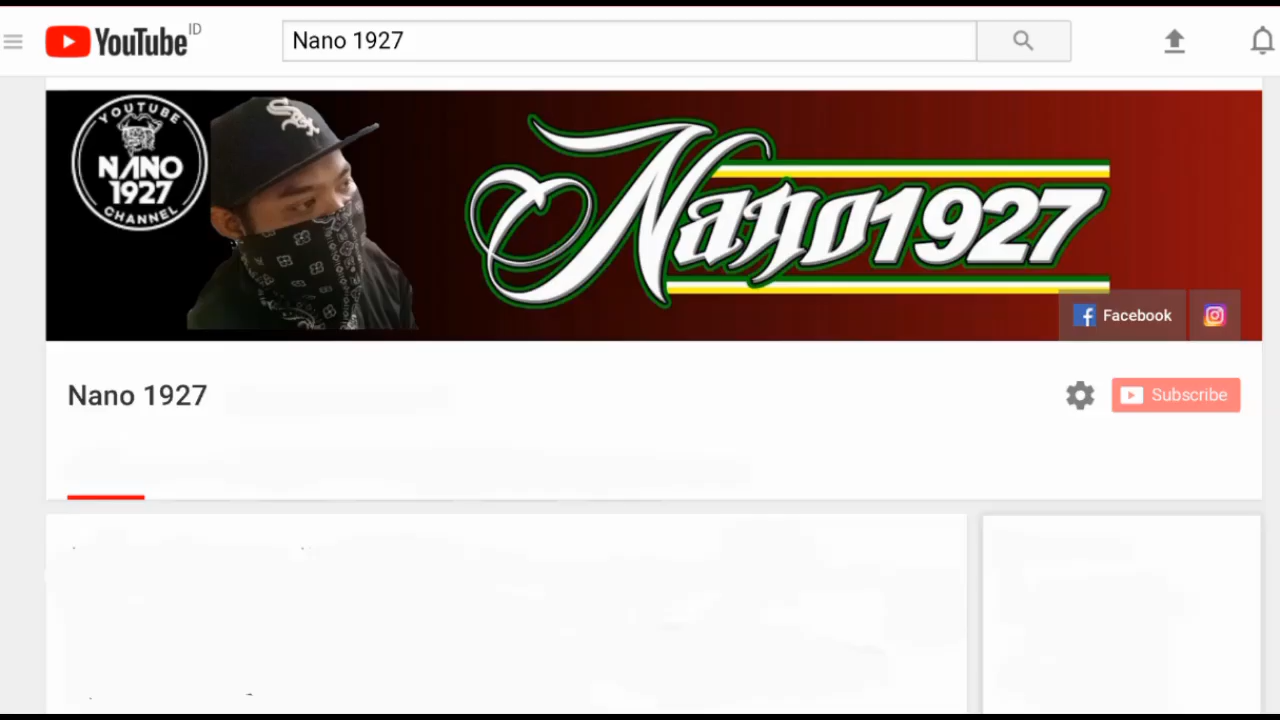 YouTube ID
Nano 1927
YOUTUBE
NANO
1927
CHANNEL
Nano1927
Facebook
Nano 1927
Subscribe